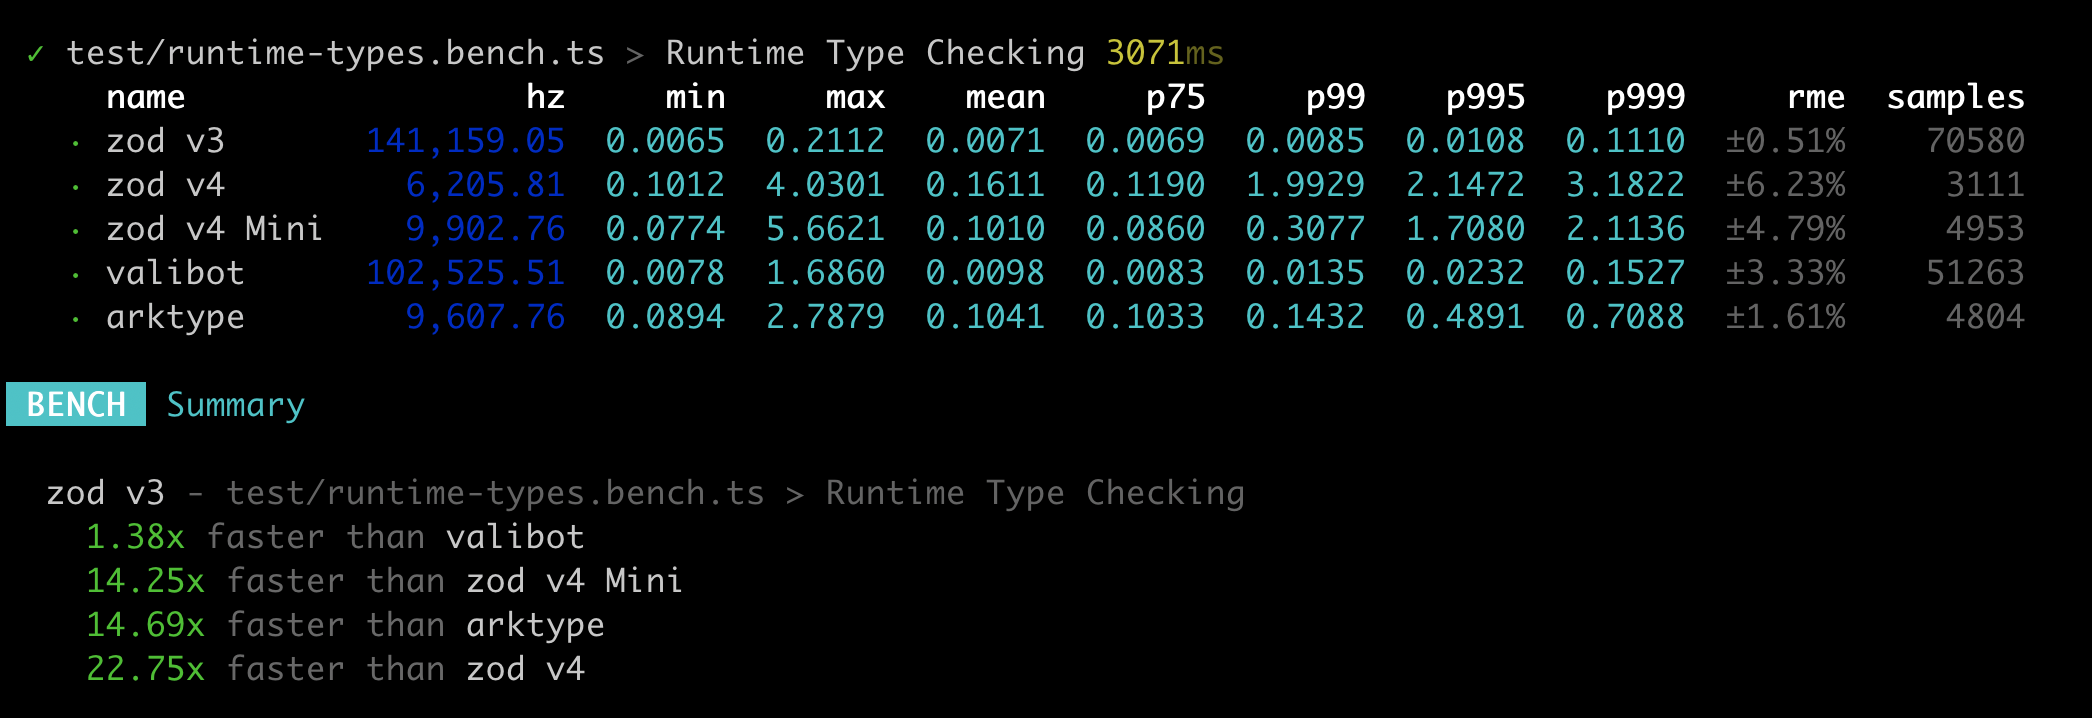 ✓ test/runtime-types.bench.ts > Runtime Type Checking 3071ms
name hz min max mean p75 p99 p995 p999 rme samples
· zod v3 141,159.05 0.0065 0.2112 0.0071 0.0069 0.0085 0.0108 0.1110 ±0.51% 70580
· zod v4 6,205.81 0.1012 4.0301 0.1611 0.1190 1.9929 2.1472 3.1822 ±6.23% 3111
· zod v4 Mini 9,902.76 0.0774 5.6621 0.1010 0.0860 0.3077 1.7080 2.1136 ±4.79% 4953
· valibot 102,525.51 0.0078 1.6860 0.0098 0.0083 0.0135 0.0232 0.1527 ±3.33% 51263
· arktype 9,607.76 0.0894 2.7879 0.1041 0.1033 0.1432 0.4891 0.7088 ±1.61% 4804
BENCH Summary
zod v3 - test/runtime-types.bench.ts > Runtime Type Checking
1.38x faster than valibot
14.25x faster than zod v4 Mini
14.69x faster than arktype
22.75x faster than zod v4